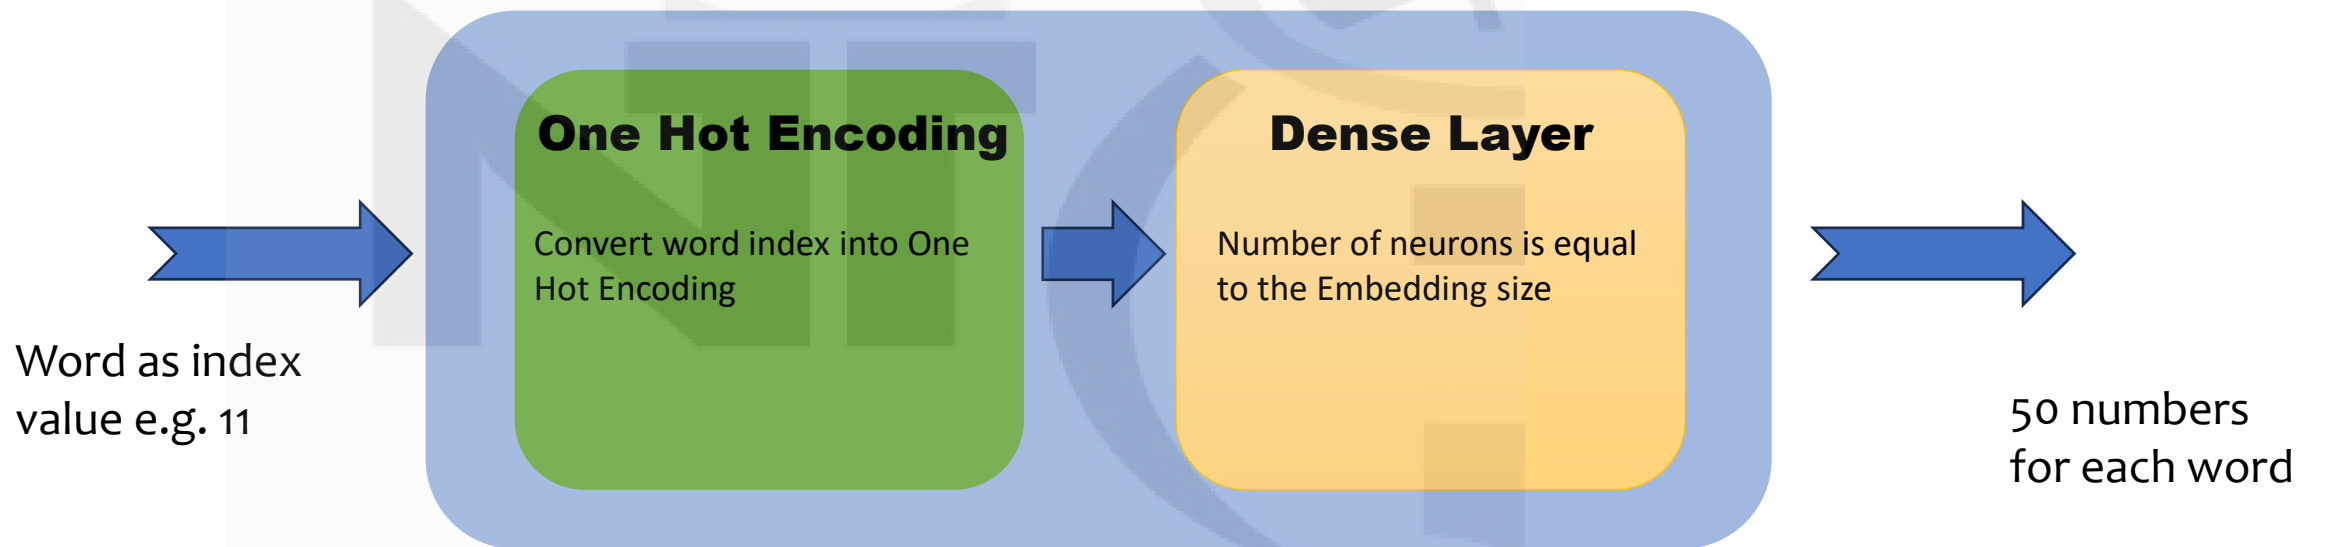 One Hot Encoding
Convert word index into One
Hot Encoding
Dense Layer
Number of neurons is equal
to the Embedding size
Word as index
value e.g. 11
50 numbers
for each word